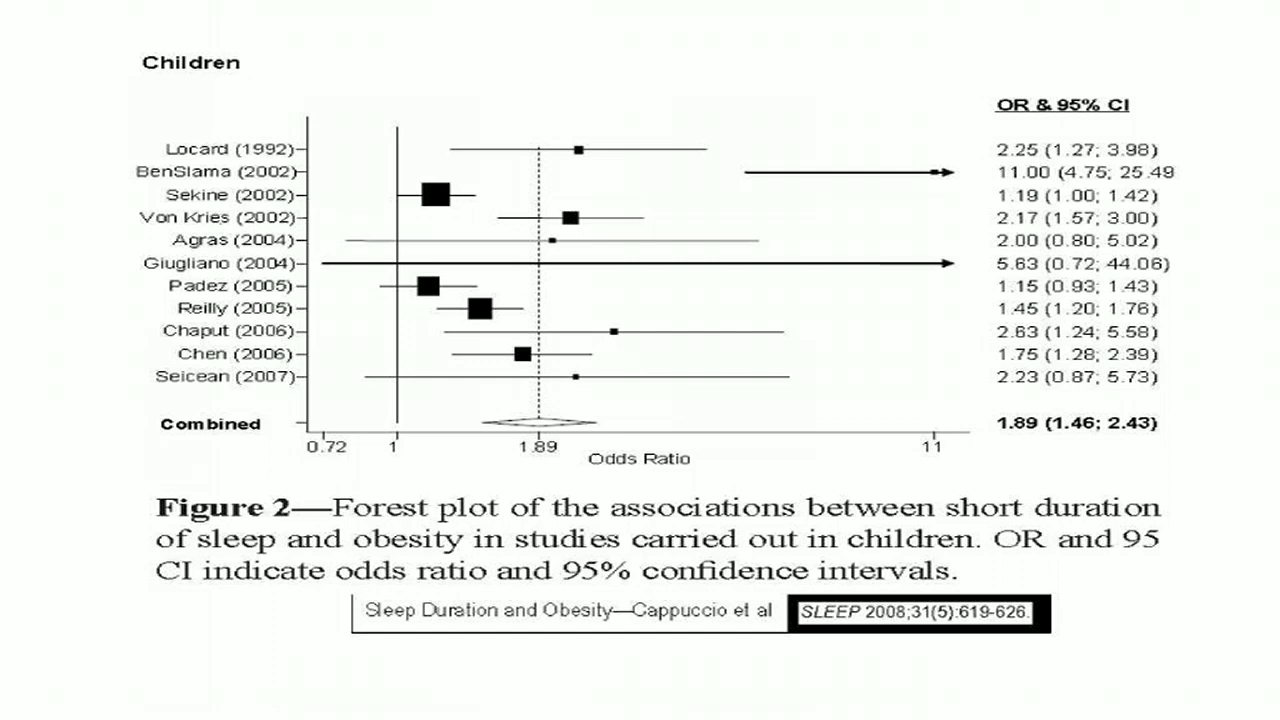 Children
OR & 95% CI
Locard (1992) 2.25 (1.27; 3.98)
BenSlama (2002) 11.00 (4.75; 25.49
Sekine (2002) 1.19 (1.00; 1.42)
Von Kries (2002) 2.17 (1.57; 3.00)
Agras (2004) 2.00 (0.80; 5.02)
Giugliano (2004) 5.63 (0.72; 44.06)
Padez (2005) 1.15 (0.93; 1.43)
Reilly (2005) 1.45 (1.20; 1.76)
Chaput (2006) 2.63 (1.24; 5.58)
Chen (2006) 1.75 (1.28; 2.39)
Seicean (2007) 2.23 (0.87; 5.73)
Combined 1.89 (1.46; 2.43)
0.72 1 1.89 11
Odds Ratio
Figure 2—Forest plot of the associations between short duration
of sleep and obesity in studies carried out in children. OR and 95
CI indicate odds ratio and 95% confidence intervals.
Sleep Duration and Obesity—Cappuccio et al SLEEP 2008;31(5):619-626.